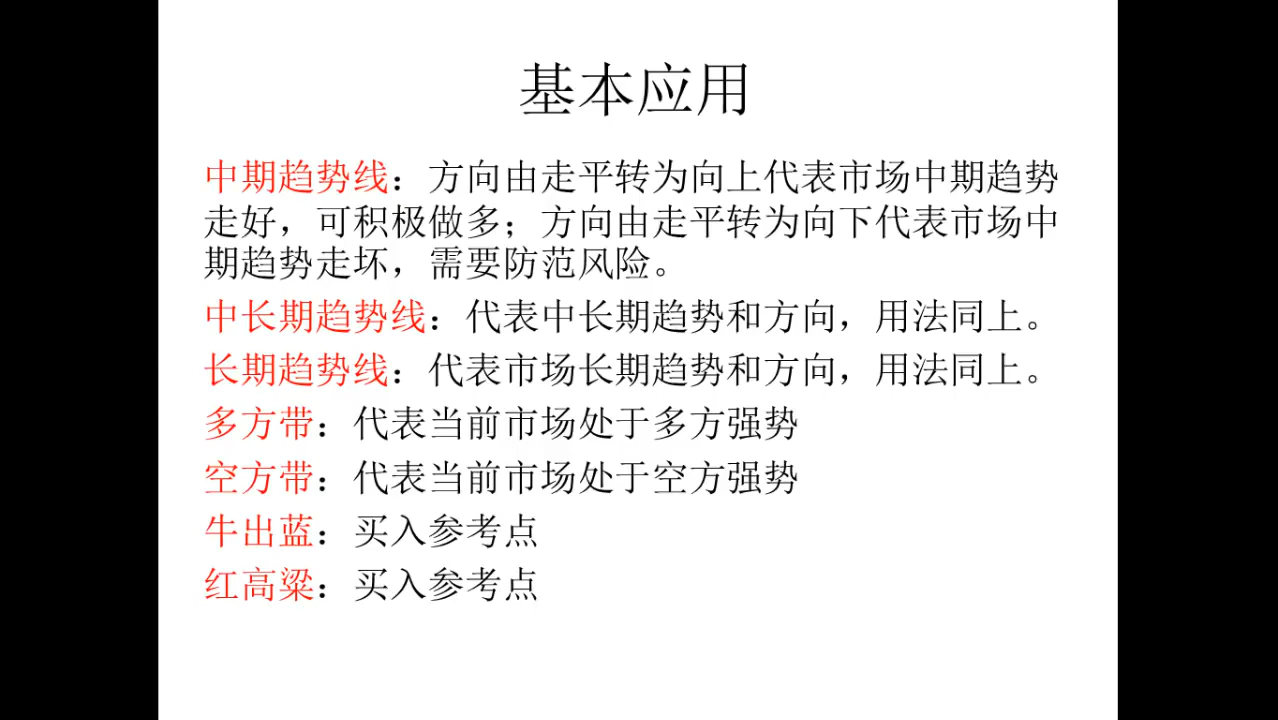 基本应用
中期趋势线：方向由走平转为向上代表市场中期趋势
走好，可积极做多；方向由走平转为向下代表市场中
期趋势走坏，需要防范风险。
中长期趋势线：代表中长期趋势和方向，用法同上。
长期趋势线：代表市场长期趋势和方向，用法同上。
多方带：代表当前市场处于多方强势
空方带：代表当前市场处于空方强势
牛出蓝：买入参考点
红高粱：买入参考点